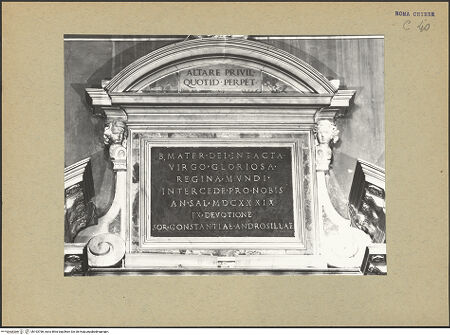 ROMA CHIESE
C 40
ALTARE PRIVIL
QUOTID · PERPET ·
B, MATER · DEI · INTACTA
VIRGO · GLORIOSA ·
REGINA · MVNDI ·
INTERCEDE · PRO · NOBIS
AN · SAL · MDCXXXIX
EX · DEVOTIONE
SOR · CONSTANTIAE · ANDROSILLAE